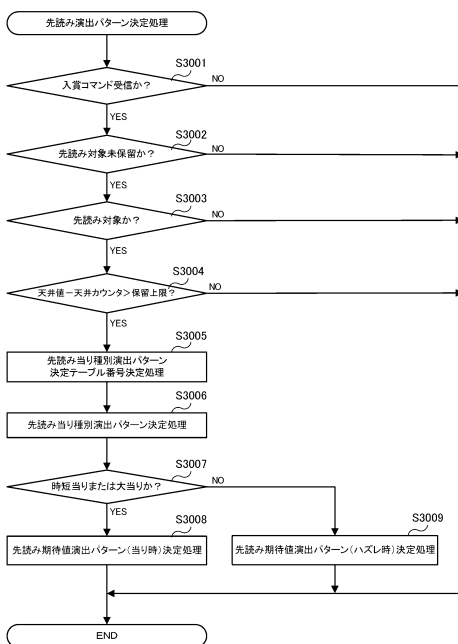 先読み演出パターン決定処理
S3001
入賞コマンド受信か？
NO
YES
S3002
先読み対象未保留か？
NO
YES
S3003
先読み対象か？
NO
YES
S3004
天井値－天井カウンタ＞保留上限？
NO
YES
S3005
先読み当り種別演出パターン
決定テーブル番号決定処理
S3006
先読み当り種別演出パターン決定処理
S3007
時短当りまたは大当りか？
NO
YES
S3008
先読み期待値演出パターン（当り時）決定処理
S3009
先読み期待値演出パターン（ハズレ時）決定処理
END